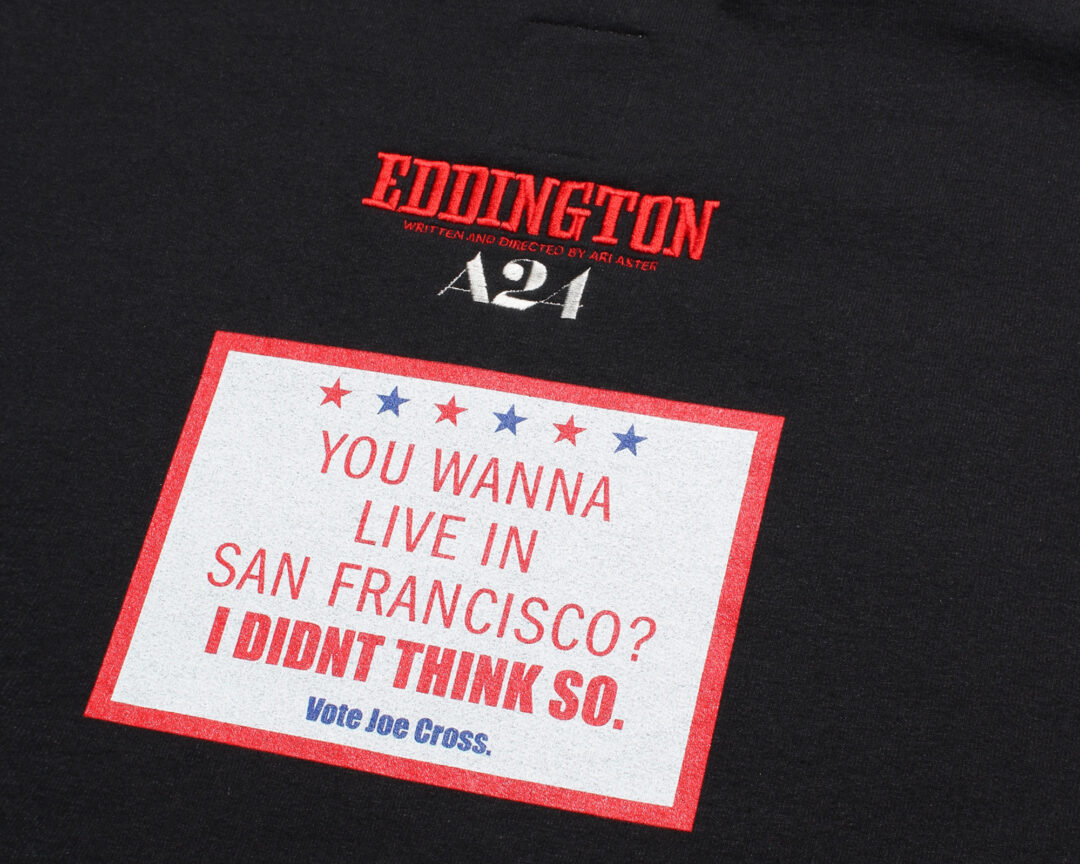 EDDINGTON
WRITTEN AND DIRECTED BY ARI ASTER
A24
YOU WANNA
LIVE IN
SAN FRANCISCO?
I DIDNT THINK SO.
Vote Joe Cross.